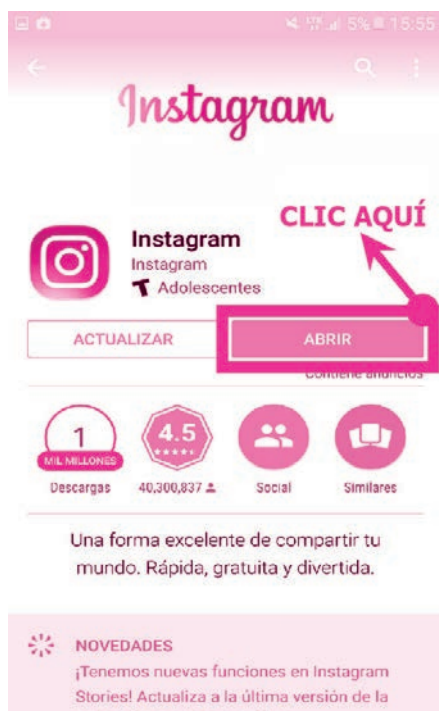 5% 15:55
Instagram
CLIC AQUÍ
Instagram
Instagram
T Adolescentes
ACTUALIZAR
ABRIR
Contiene anuncios
1
MIL MILLONES
4.5
Descargas
40,300,837
Social
Similares
Una forma excelente de compartir tu
mundo. Rápida, gratuita y divertida.
NOVEDADES
¡Tenemos nuevas funciones en Instagram
Stories! Actualiza a la última versión de la